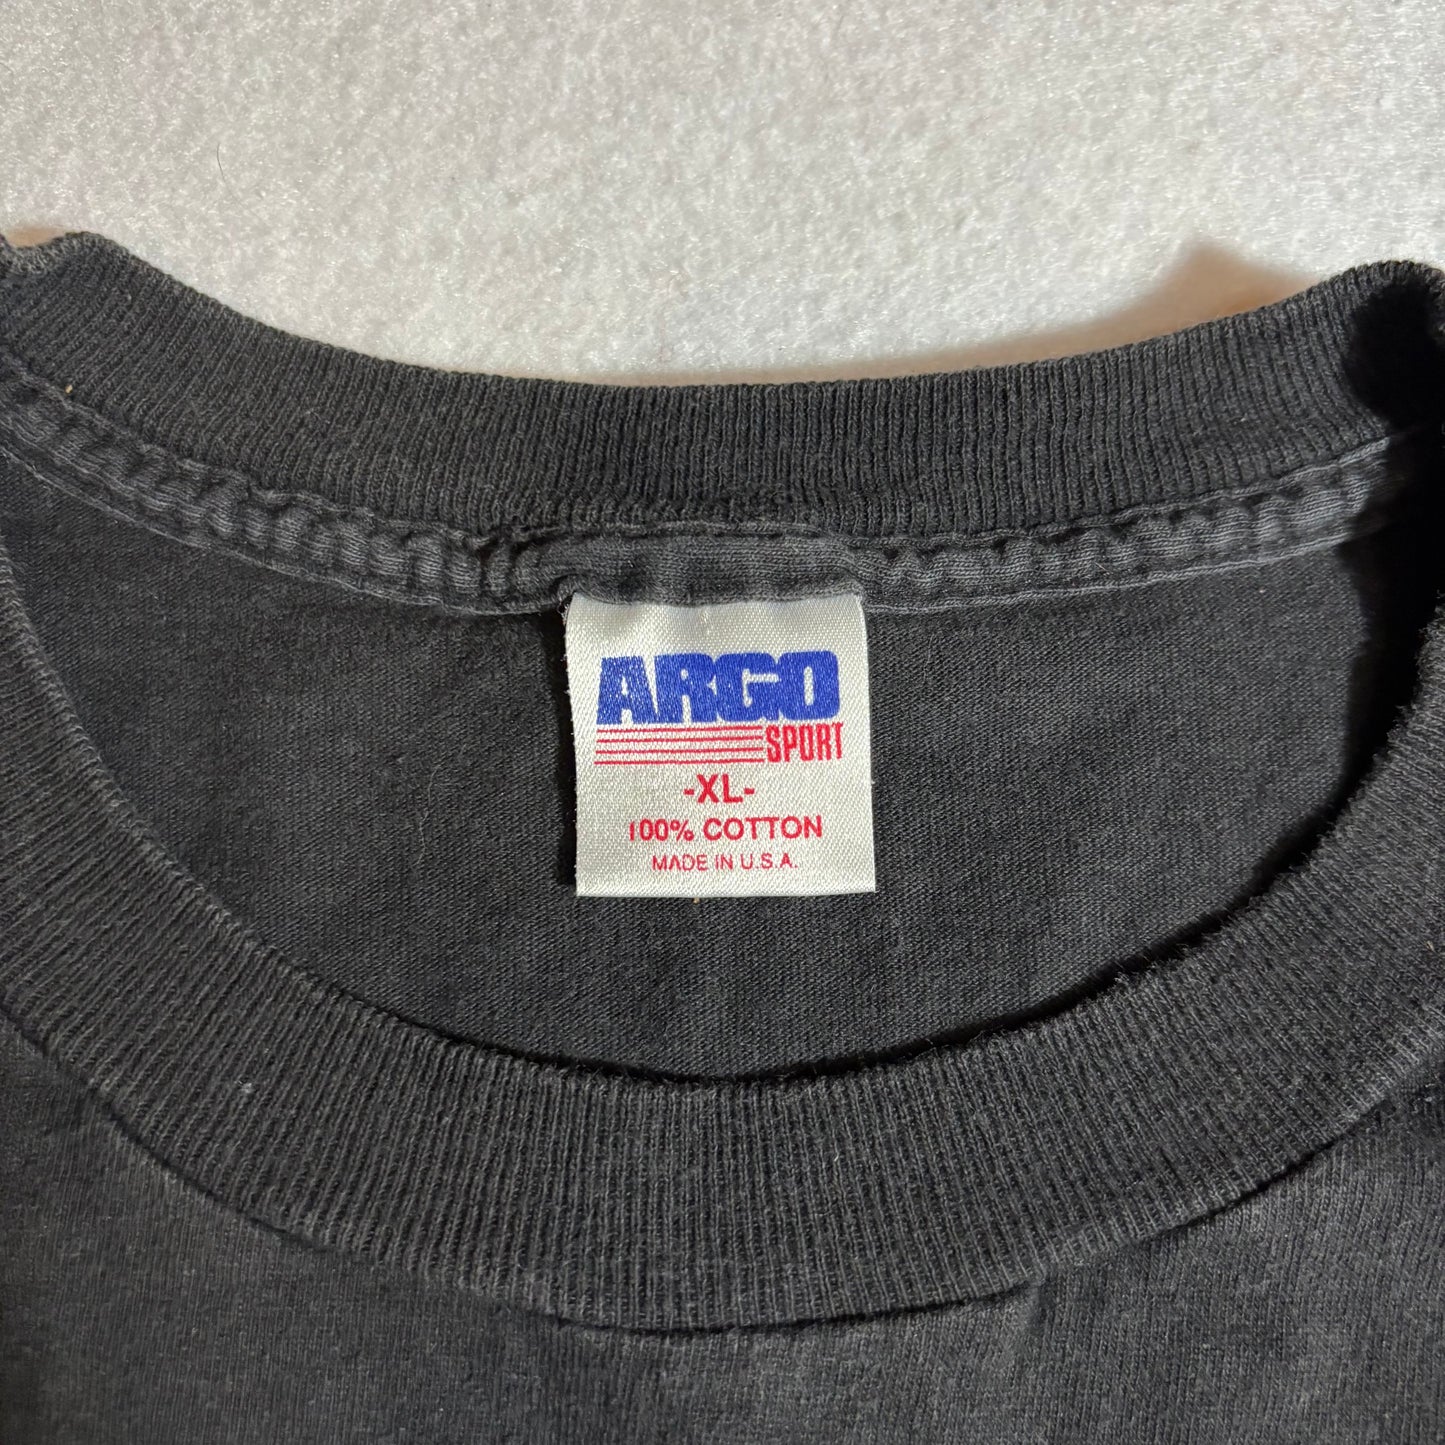 ARGO
SPORT
-XL-
100% COTTON
MADE IN U.S.A.